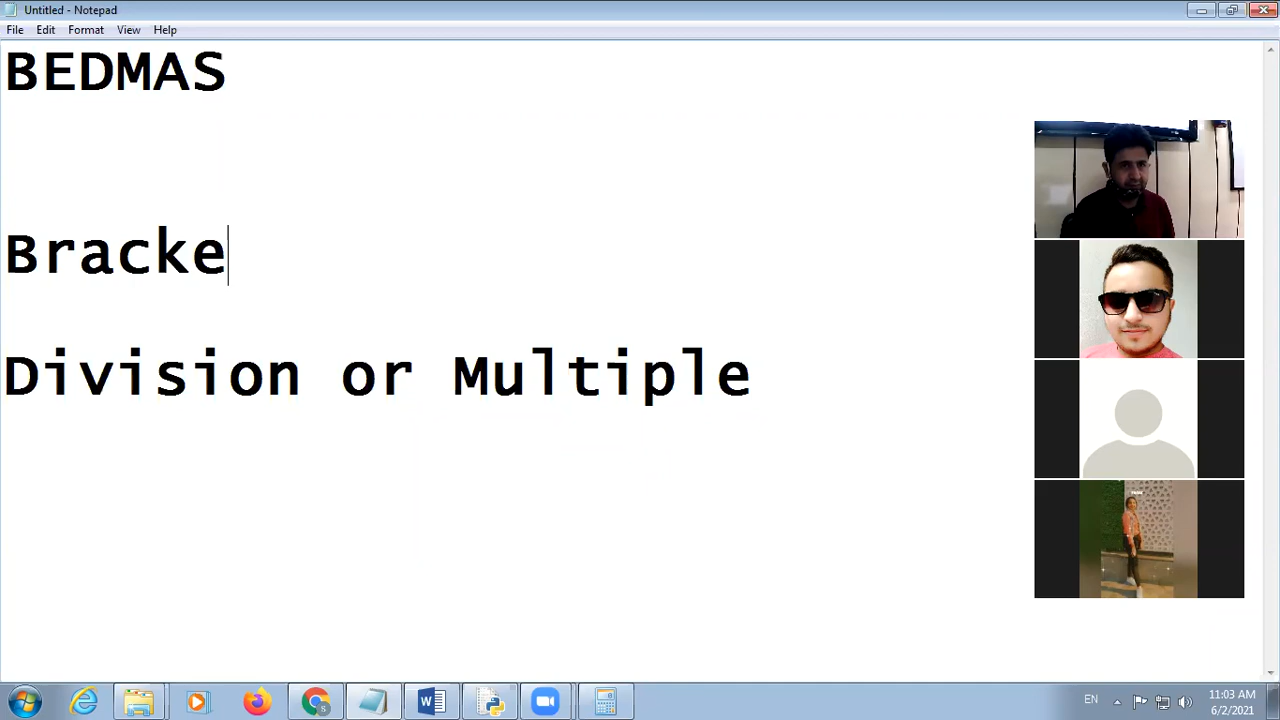 Untitled - Notepad
File Edit Format View Help
BEDMAS
Bracke
Division or Multiple
EN
11:03 AM
6/2/2021